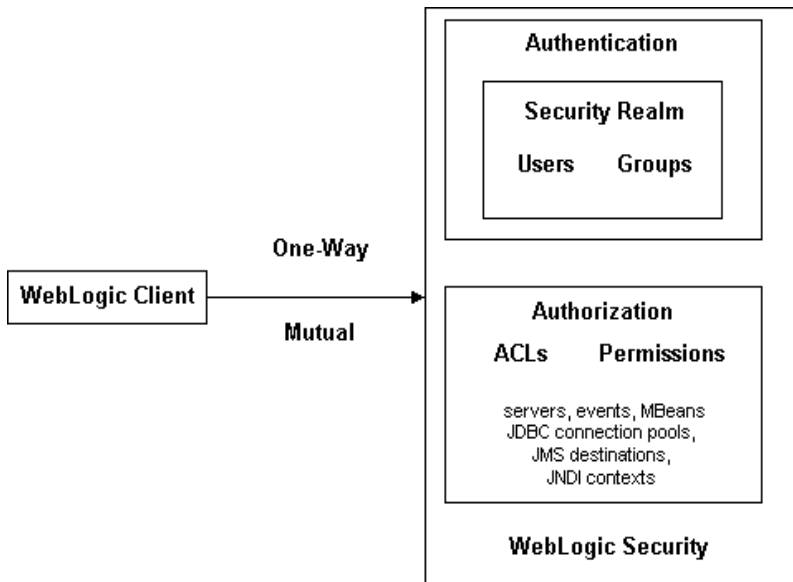 Authentication
Security Realm
Users Groups
One-Way
WebLogic Client
Mutual
Authorization
ACLs Permissions
servers, events, MBeans
JDBC connection pools,
JMS destinations,
JNDI contexts
WebLogic Security